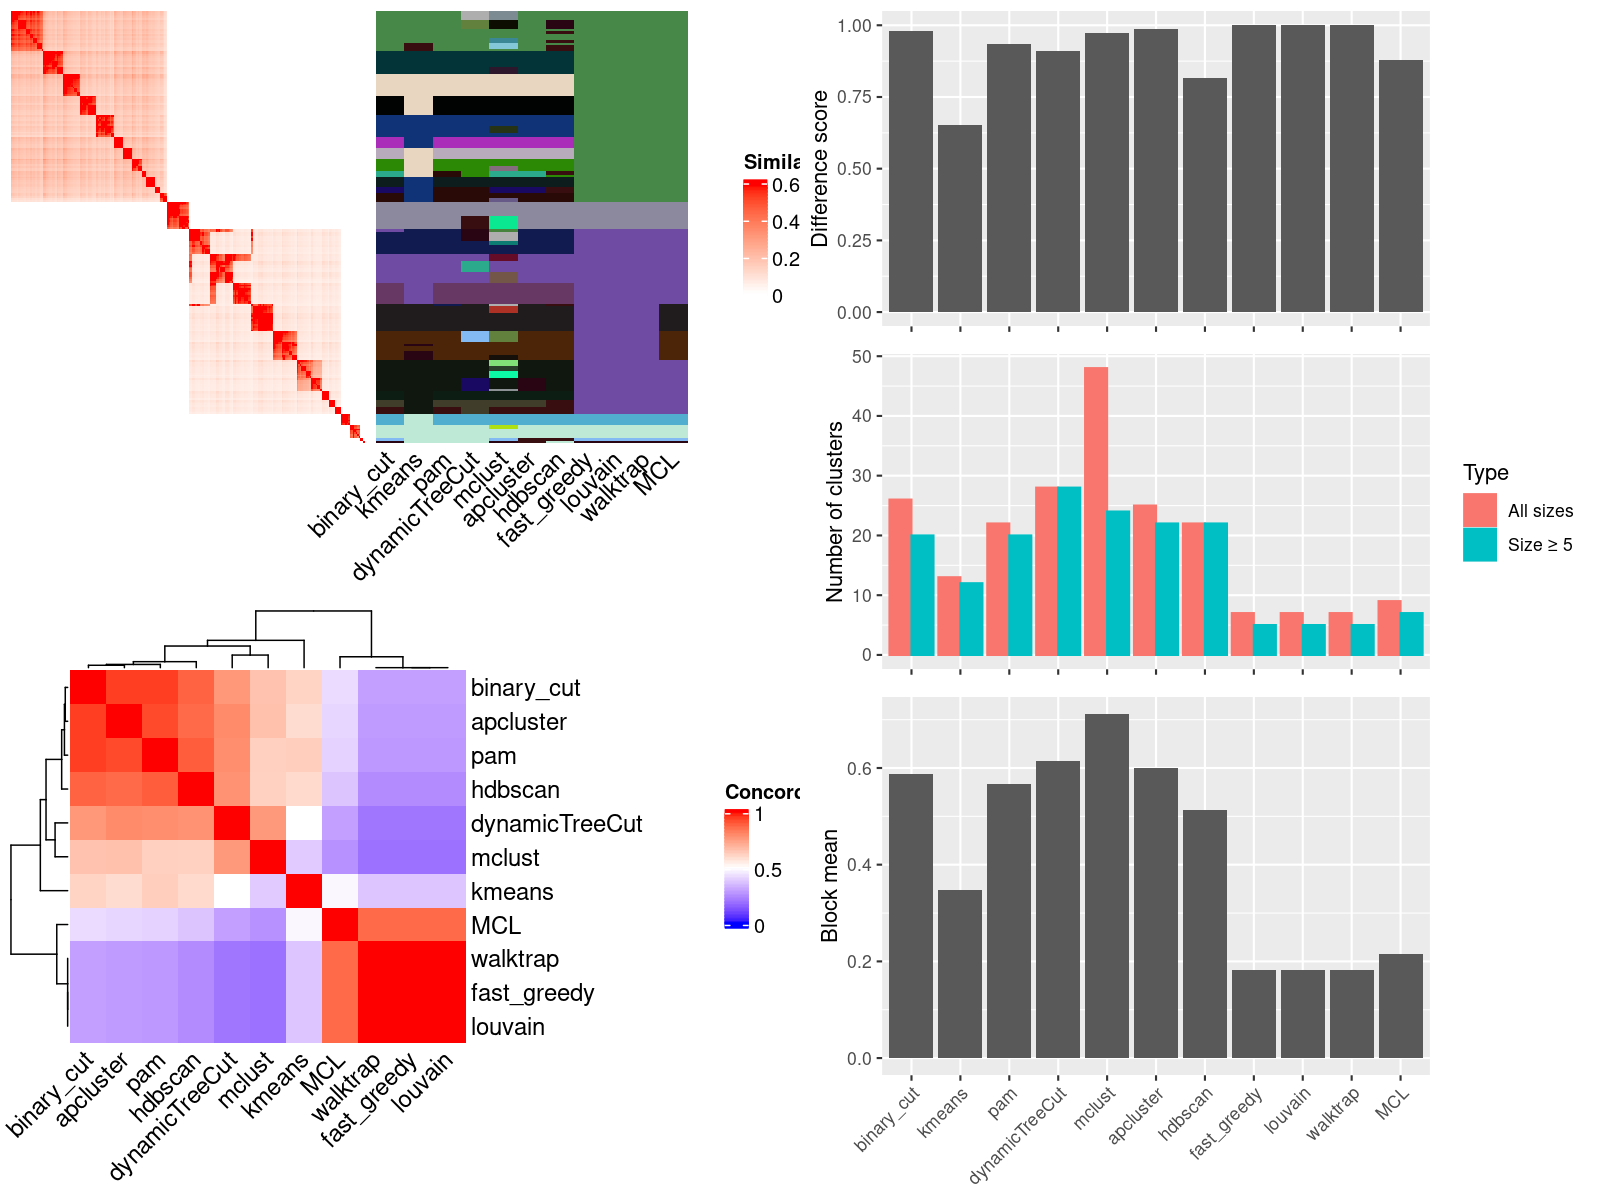 Simila
0.6
0.4
0.2
0
binary_cut
kmeans
pam
dynamicTreeCut
mclust
apcluster
hdbscan
fast_greedy
louvain
walktrap
MCL
binary_cut
apcluster
pam
hdbscan
dynamicTreeCut
mclust
kmeans
MCL
walktrap
fast_greedy
louvain
Concord
1
0.5
0
binary_cut
apcluster
pam
hdbscan
dynamicTreeCut
mclust
kmeans
MCL
walktrap
fast_greedy
louvain
Difference score
1.00
0.75
0.50
0.25
0.00
Number of clusters
50
40
30
20
10
0
Type
All sizes
Size ≥ 5
Block mean
0.6
0.4
0.2
0.0
binary_cut
kmeans
pam
dynamicTreeCut
mclust
apcluster
hdbscan
fast_greedy
louvain
walktrap
MCL